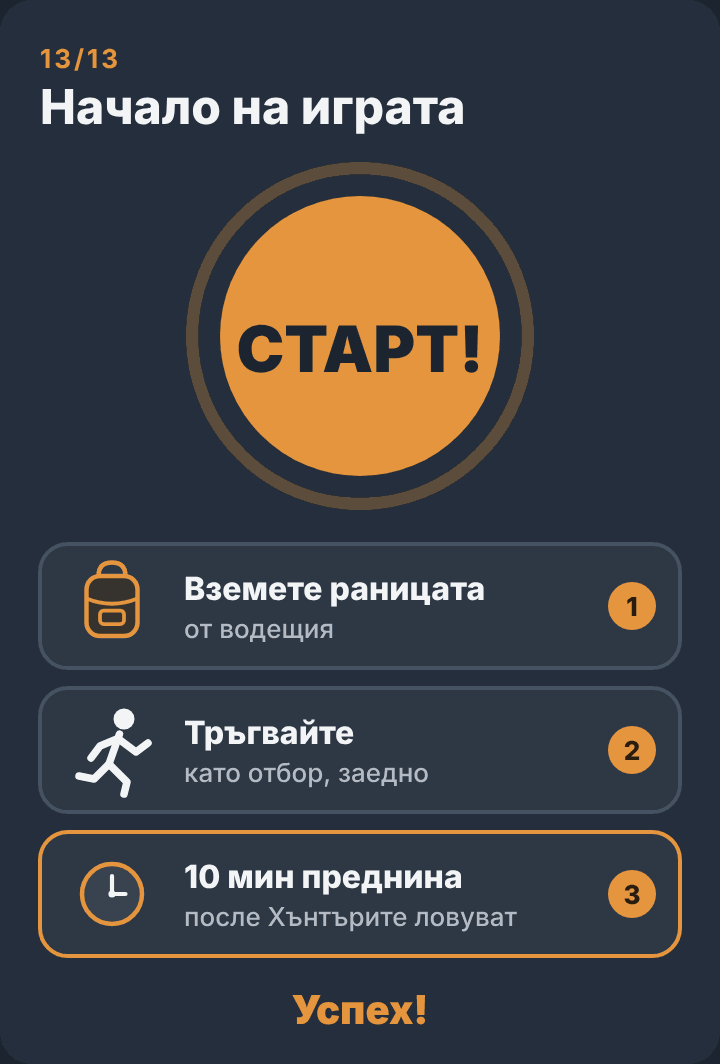 13/13
Начало на играта
СТАРТ!
Вземете раницата
от водещия
1
Тръгвайте
като отбор, заедно
2
10 мин преднина
после Хънтърите ловуват
3
Успех!